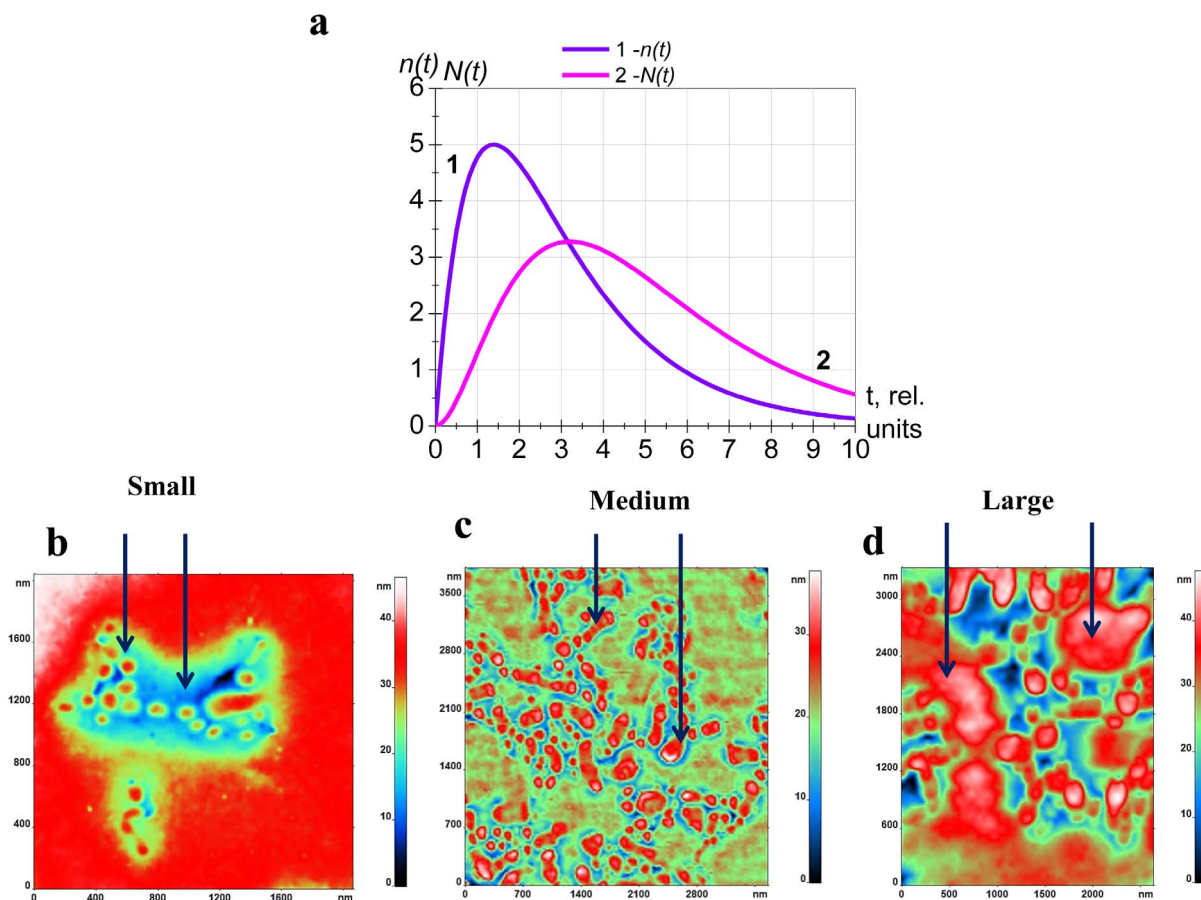 a
1 -n(t)
2 -N(t)
n(t) N(t)
6
5
4
3
2
1
0
1
2
0 1 2 3 4 5 6 7 8 9 10
t, rel.
units
Small
Medium
Large
b
c
d
nm
1600
1200
800
400
0
0 400 800 1200 1600 nm
nm
40
30
20
10
0
nm
3500
2800
2100
1400
700
0
0 700 1400 2100 2800 nm
nm
30
20
10
0
nm
3000
2400
1800
1200
600
0
0 500 1000 1500 2000 nm
nm
40
30
20
10
0